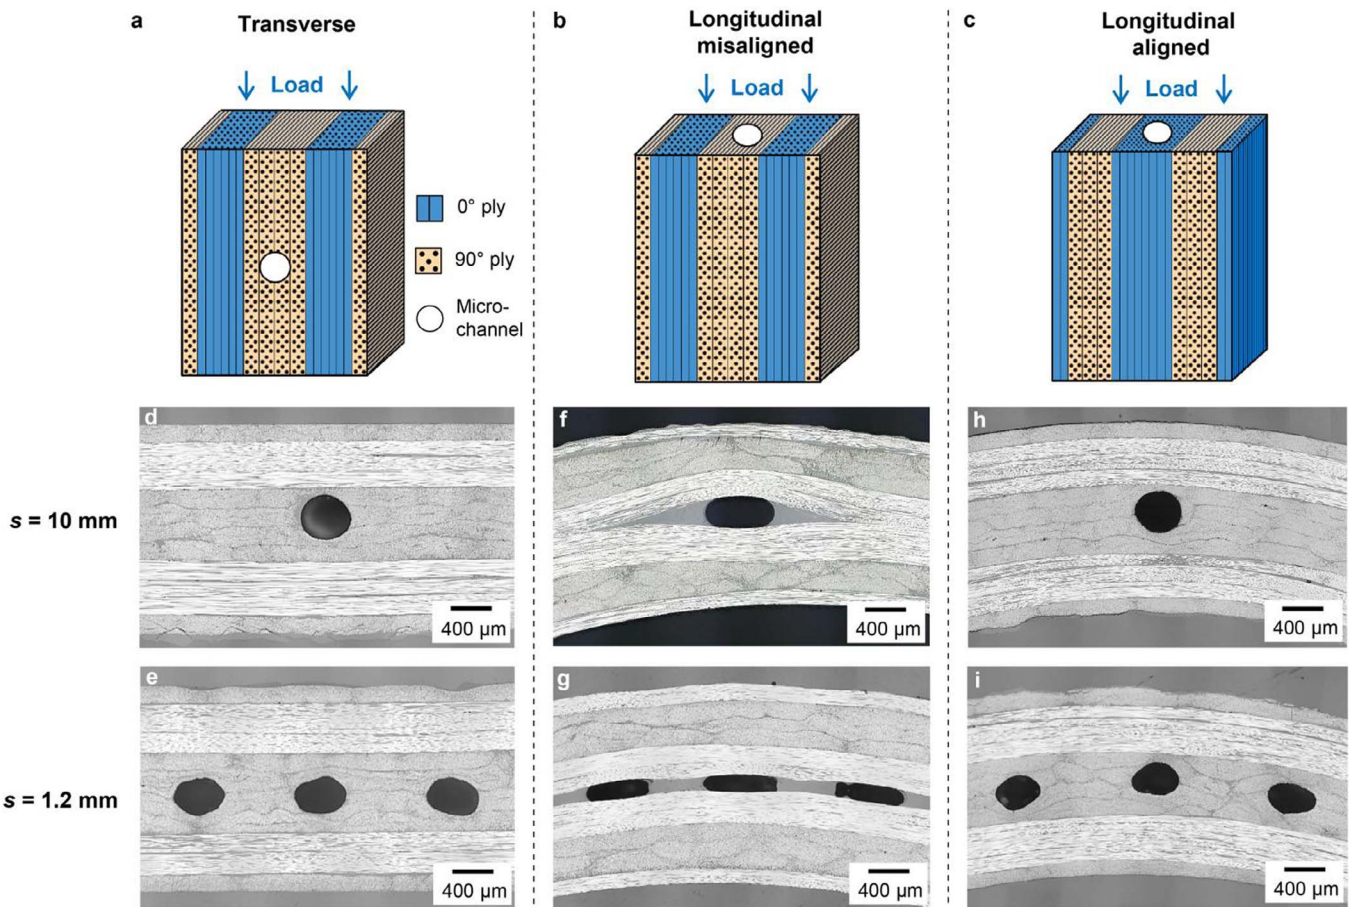 a
Transverse
b
Longitudinal
misaligned
c
Longitudinal
aligned
Load
Load
Load
0° ply
90° ply
Micro-
channel
d
f
h
s = 10 mm
400 µm
400 µm
400 µm
e
g
i
s = 1.2 mm
400 µm
400 µm
400 µm